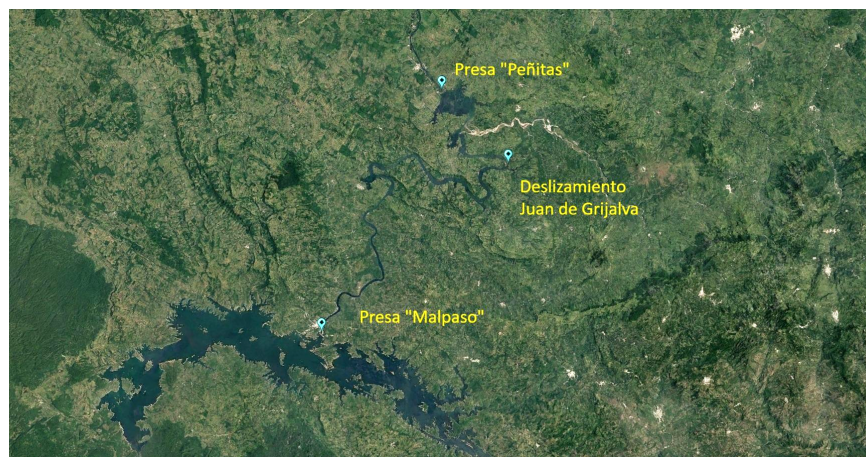 Presa "Peñitas"
Deslizamiento
Juan de Grijalva
Presa "Malpaso"